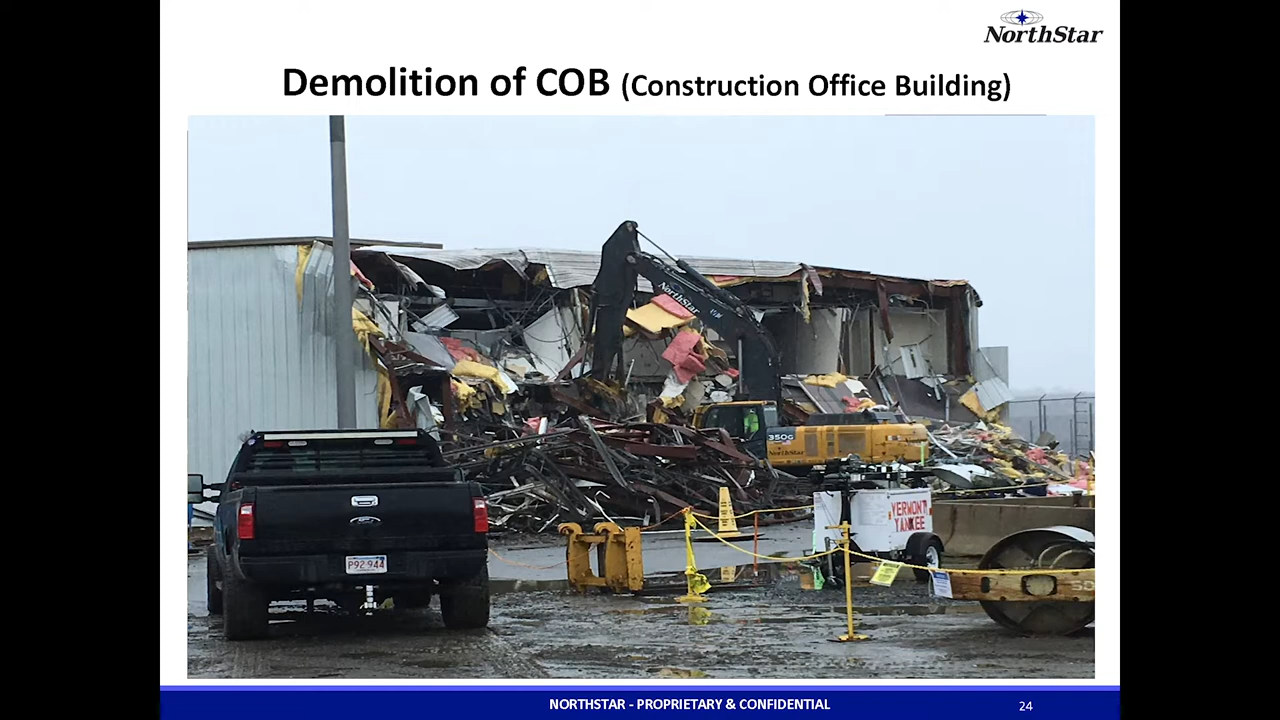 NorthStar
Demolition of COB (Construction Office Building)
NorthStar
350G
NorthStar
VERMONT
YANKEE
P92 944
NORTHSTAR - PROPRIETARY & CONFIDENTIAL
24